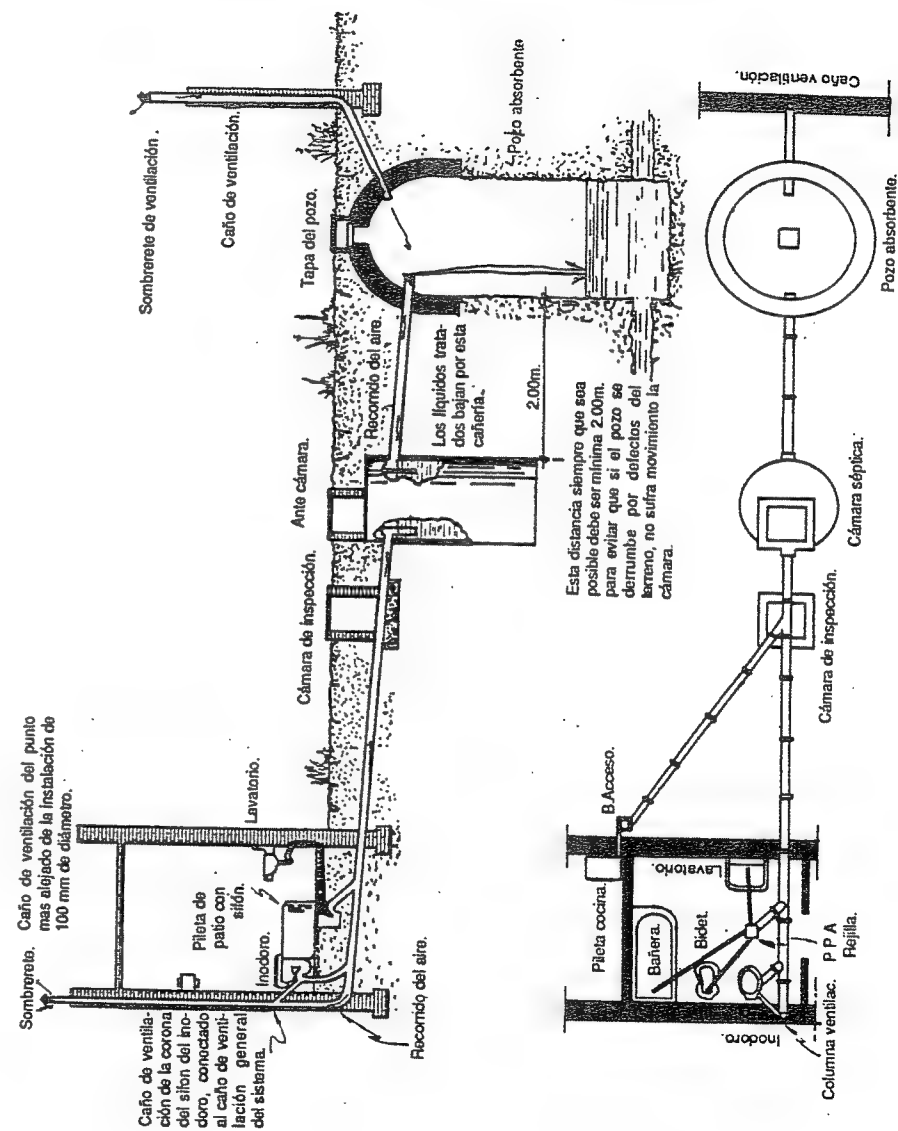 Sombrerete.
Caño de ventilación del punto
mas alejado de la instalación de
100 mm de diámetro.
Caño de ventila-
ción de la corona
del sifon del ino-
doro, conectado
al caño de venti-
lación general
del sistema.
Inodoro.
Pileta de
patio con
sifón.
Lavatorio.
Recorrido del aire.
Cámara de inspección.
Ante cámara.
Recorrido del aire.
Los líquidos trata-
dos bajan por esta
cañería.
2.00m.
Esta distancia siempre que sea
posible debe ser mínima 2.00m.
para evitar que si el pozo se
derrumbe por defectos del
terreno, no sufra movimiento la
cámara.
Tapa del pozo.
Sombrerete de ventilación.
Caño de ventilación.
Pozo absorbente
Pileta cocina.
B.Acceso.
Bañera.
Bidet.
Lavatorio.
Inodoro.
Columna ventilac.
P P A
Rejilla.
Cámara de inspección.
Cámara séptica.
Pozo absorbente.
Caño ventilación.